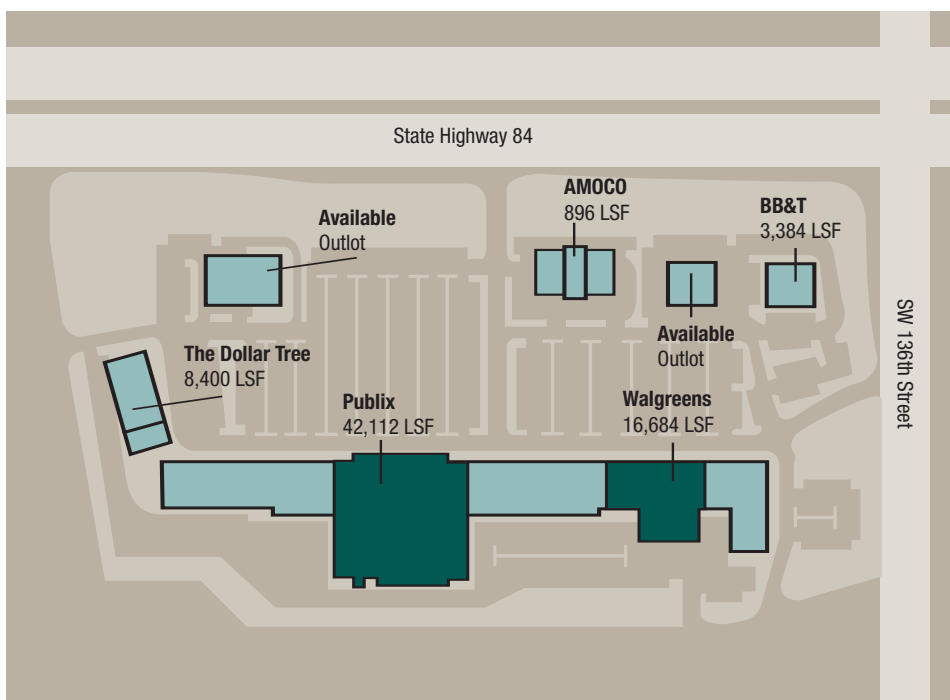 State Highway 84
AMOCO
896 LSF
BB&T
3,384 LSF
Available
Outlot
Available
Outlot
The Dollar Tree
8,400 LSF
Publix
42,112 LSF
Walgreens
16,684 LSF
SW 136th Street